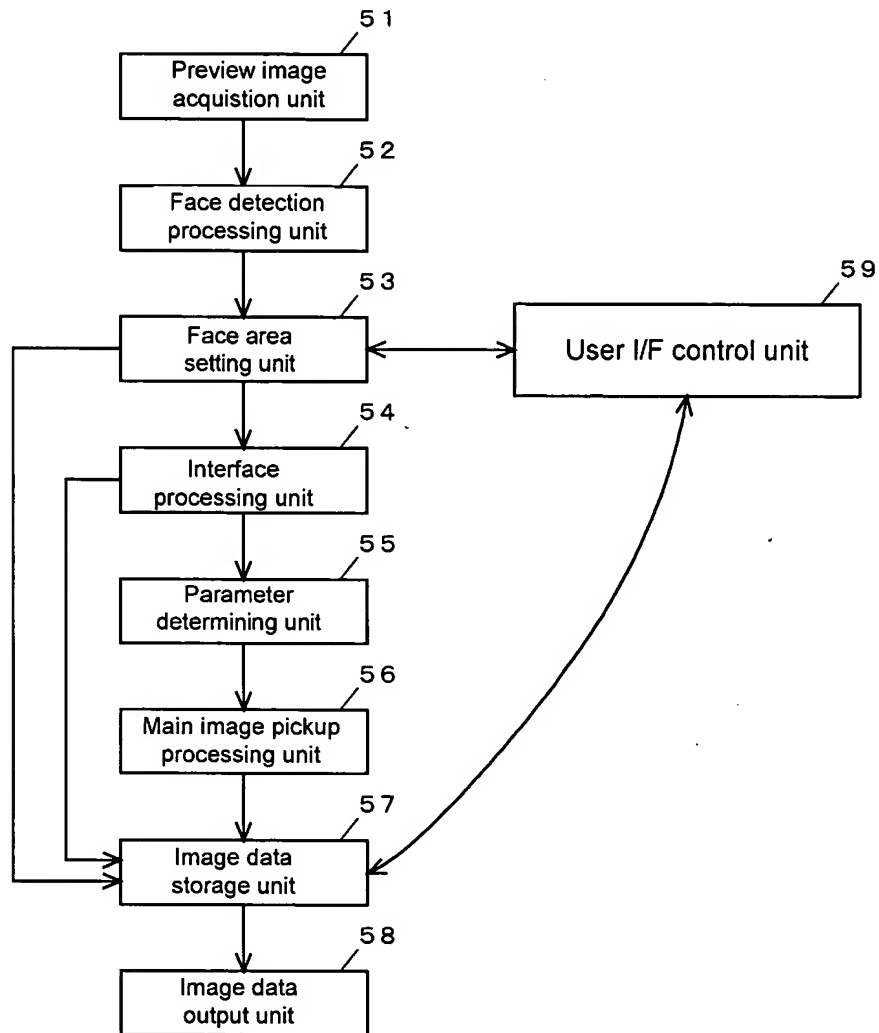 51
Preview image
acquistion unit
52
Face detection
processing unit
53
Face area
setting unit
59
User I/F control unit
54
Interface
processing unit
55
Parameter
determining unit
56
Main image pickup
processing unit
57
Image data
storage unit
58
Image data
output unit